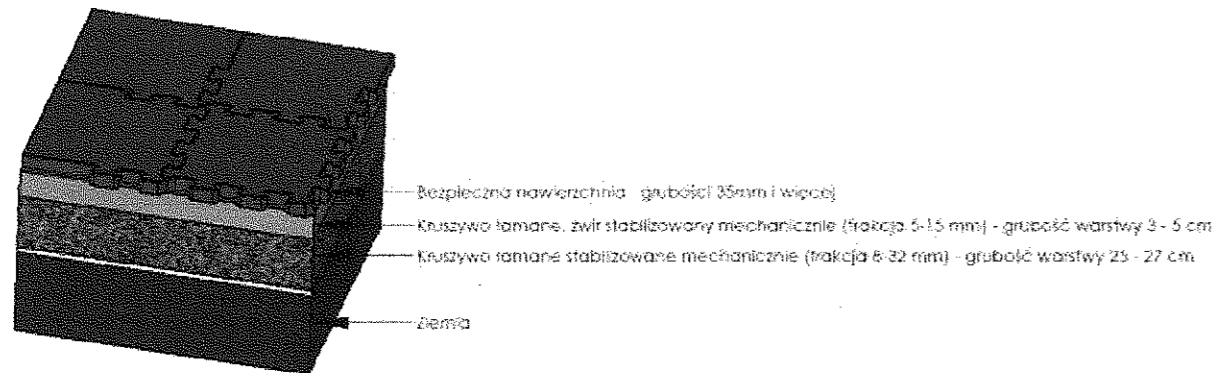 Bezpieczna nawierzchnia grubości 35mm i więcej
Kruszywo łamane, żwir stabilizowany mechanicznie (frakcja 5-15 mm) - grubość warstwy 3 - 5 cm
Kruszywo łamane stabilizowane mechanicznie (frakcja 8-32 mm) - grubość warstwy 25 - 27 cm
Ziemia